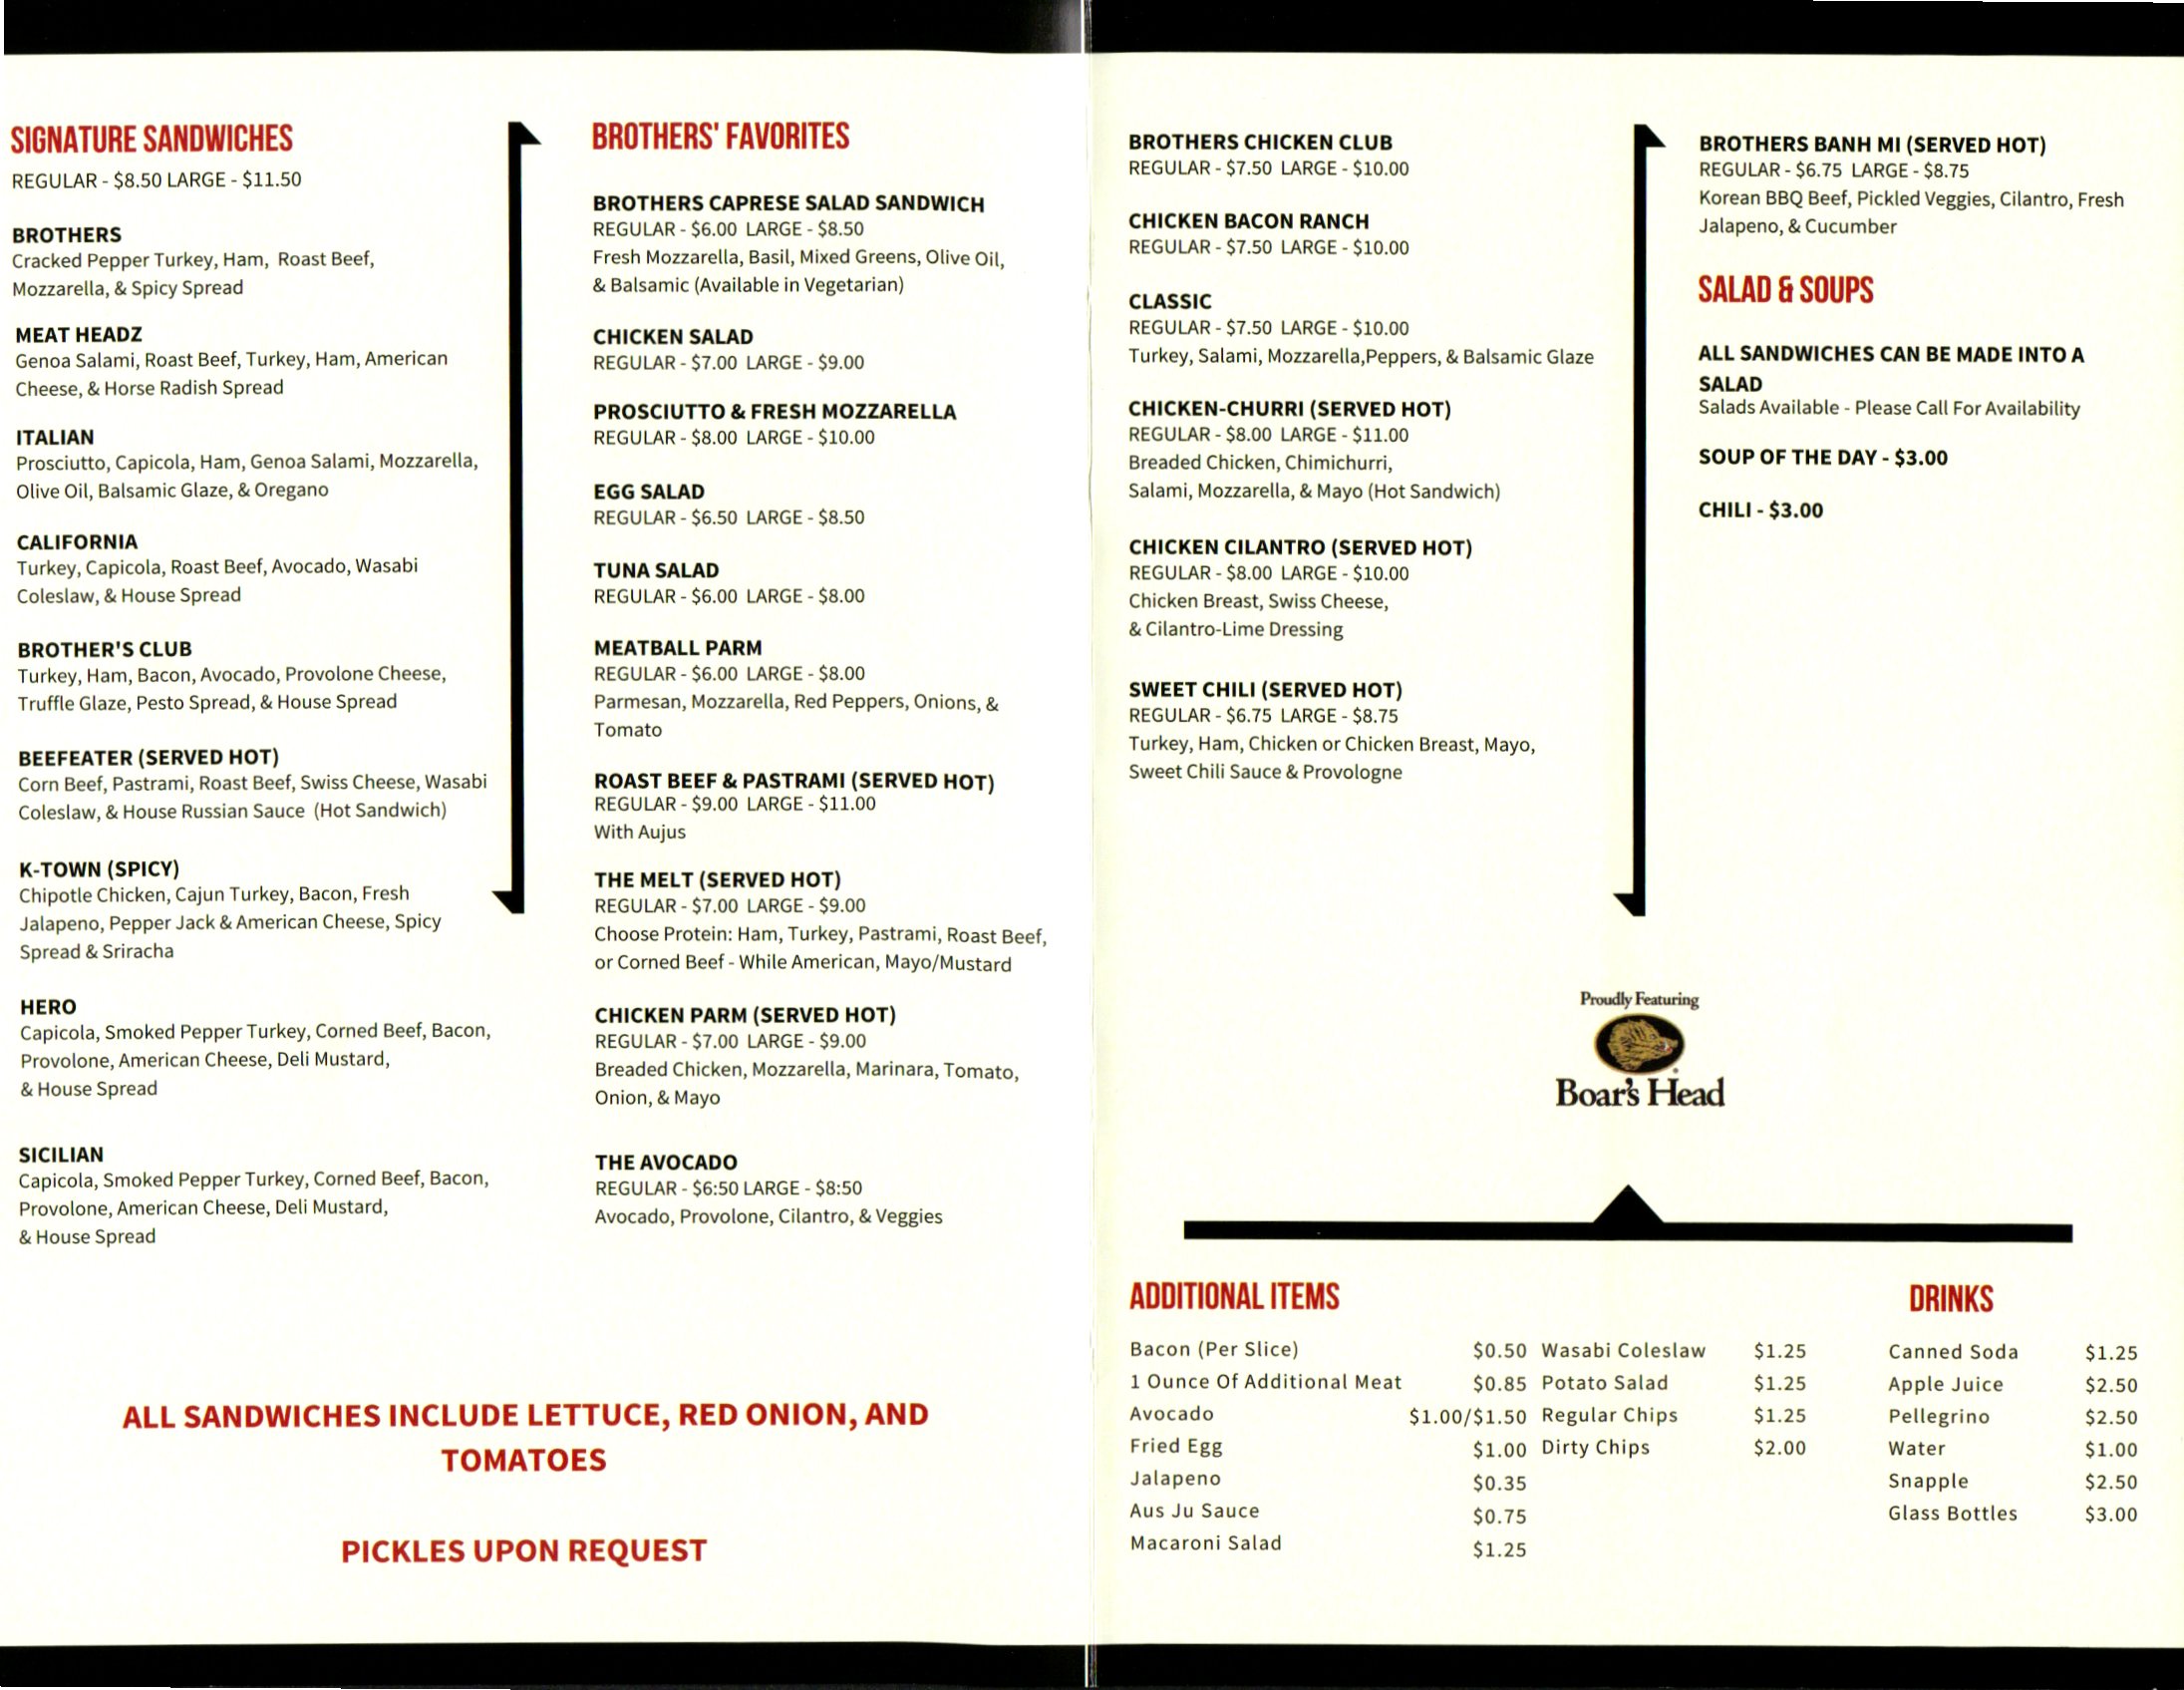 SIGNATURE SANDWICHES
REGULAR - $8.50 LARGE - $11.50
BROTHERS
Cracked Pepper Turkey, Ham, Roast Beef,
Mozzarella, & Spicy Spread
MEAT HEADZ
Genoa Salami, Roast Beef, Turkey, Ham, American
Cheese, & Horse Radish Spread
ITALIAN
Prosciutto, Capicola, Ham, Genoa Salami, Mozzarella,
Olive Oil, Balsamic Glaze, & Oregano
CALIFORNIA
Turkey, Capicola, Roast Beef, Avocado, Wasabi
Coleslaw, & House Spread
BROTHER'S CLUB
Turkey, Ham, Bacon, Avocado, Provolone Cheese,
Truffle Glaze, Pesto Spread, & House Spread
BEEFEATER (SERVED HOT)
Corn Beef, Pastrami, Roast Beef, Swiss Cheese, Wasabi
Coleslaw, & House Russian Sauce (Hot Sandwich)
K-TOWN (SPICY)
Chipotle Chicken, Cajun Turkey, Bacon, Fresh
Jalapeno, Pepper Jack & American Cheese, Spicy
Spread & Sriracha
HERO
Capicola, Smoked Pepper Turkey, Corned Beef, Bacon,
Provolone, American Cheese, Deli Mustard,
& House Spread
SICILIAN
Capicola, Smoked Pepper Turkey, Corned Beef, Bacon,
Provolone, American Cheese, Deli Mustard,
& House Spread
BROTHERS' FAVORITES
BROTHERS CAPRESE SALAD SANDWICH
REGULAR - $6.00 LARGE - $8.50
Fresh Mozzarella, Basil, Mixed Greens, Olive Oil,
& Balsamic (Available in Vegetarian)
CHICKEN SALAD
REGULAR - $7.00 LARGE - $9.00
PROSCIUTTO & FRESH MOZZARELLA
REGULAR - $8.00 LARGE - $10.00
EGG SALAD
REGULAR - $6.50 LARGE - $8.50
TUNA SALAD
REGULAR - $6.00 LARGE - $8.00
MEATBALL PARM
REGULAR - $6.00 LARGE - $8.00
Parmesan, Mozzarella, Red Peppers, Onions, &
Tomato
ROAST BEEF & PASTRAMI (SERVED HOT)
REGULAR - $9.00 LARGE - $11.00
With Aujus
THE MELT (SERVED HOT)
REGULAR - $7.00 LARGE - $9.00
Choose Protein: Ham, Turkey, Pastrami, Roast Beef,
or Corned Beef - While American, Mayo/Mustard
CHICKEN PARM (SERVED HOT)
REGULAR - $7.00 LARGE - $9.00
Breaded Chicken, Mozzarella, Marinara, Tomato,
Onion, & Mayo
THE AVOCADO
REGULAR - $6:50 LARGE - $8:50
Avocado, Provolone, Cilantro, & Veggies
ALL SANDWICHES INCLUDE LETTUCE, RED ONION, AND
TOMATOES
PICKLES UPON REQUEST
BROTHERS CHICKEN CLUB
REGULAR - $7.50 LARGE - $10.00
CHICKEN BACON RANCH
REGULAR - $7.50 LARGE - $10.00
CLASSIC
REGULAR - $7.50 LARGE - $10.00
Turkey, Salami, Mozzarella,Peppers, & Balsamic Glaze
CHICKEN-CHURRI (SERVED HOT)
REGULAR - $8.00 LARGE - $11.00
Breaded Chicken, Chimichurri,
Salami, Mozzarella, & Mayo (Hot Sandwich)
CHICKEN CILANTRO (SERVED HOT)
REGULAR - $8.00 LARGE - $10.00
Chicken Breast, Swiss Cheese,
& Cilantro-Lime Dressing
SWEET CHILI (SERVED HOT)
REGULAR - $6.75 LARGE - $8.75
Turkey, Ham, Chicken or Chicken Breast, Mayo,
Sweet Chili Sauce & Provologne
BROTHERS BANH MI (SERVED HOT)
REGULAR - $6.75 LARGE - $8.75
Korean BBQ Beef, Pickled Veggies, Cilantro, Fresh
Jalapeno, & Cucumber
SALAD & SOUPS
ALL SANDWICHES CAN BE MADE INTO A
SALAD
Salads Available - Please Call For Availability
SOUP OF THE DAY - $3.00
CHILI - $3.00
Proudly Featuring
Boar's Head
ADDITIONAL ITEMS
Bacon (Per Slice) $0.50
1 Ounce Of Additional Meat $0.85
Avocado $1.00/$1.50
Fried Egg $1.00
Jalapeno $0.35
Aus Ju Sauce $0.75
Macaroni Salad $1.25
Wasabi Coleslaw $1.25
Potato Salad $1.25
Regular Chips $1.25
Dirty Chips $2.00
DRINKS
Canned Soda $1.25
Apple Juice $2.50
Pellegrino $2.50
Water $1.00
Snapple $2.50
Glass Bottles $3.00